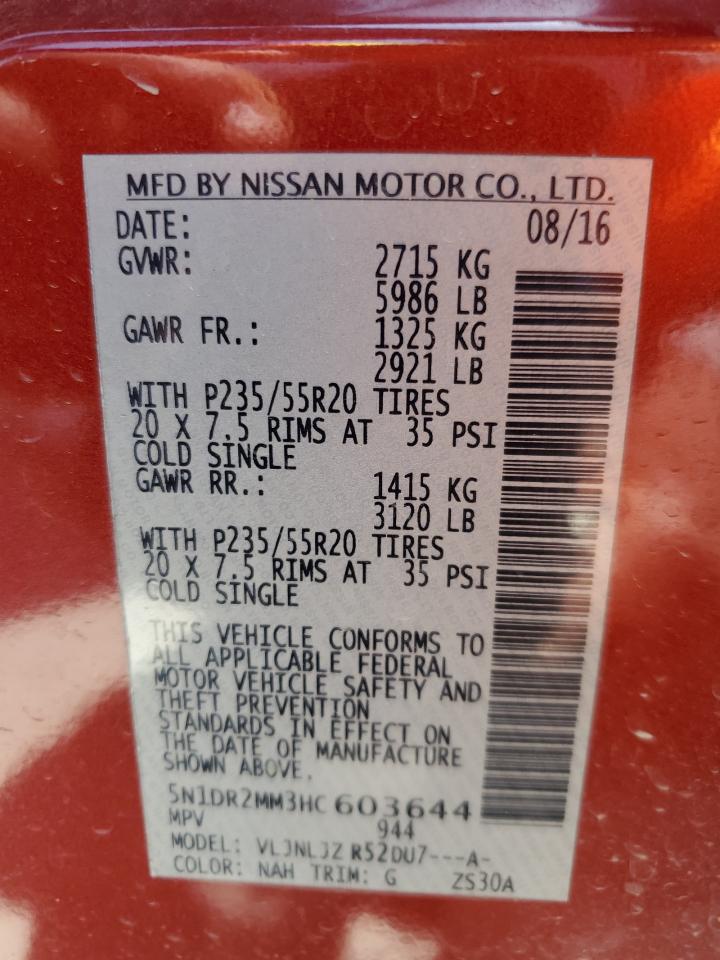 MFD BY NISSAN MOTOR CO., LTD.
DATE: 08/16
GVWR: 2715 KG
5986 LB
GAWR FR.: 1325 KG
2921 LB
WITH P235/55R20 TIRES
20 X 7.5 RIMS AT 35 PSI
COLD SINGLE
GAWR RR.: 1415 KG
3120 LB
WITH P235/55R20 TIRES
20 X 7.5 RIMS AT 35 PSI
COLD SINGLE
THIS VEHICLE CONFORMS TO
ALL APPLICABLE FEDERAL
MOTOR VEHICLE SAFETY AND
THEFT PREVENTION
STANDARDS IN EFFECT ON
THE DATE OF MANUFACTURE
SHOWN ABOVE.
5N1DR2MM3HC 603644
MPV 944
MODEL: VLJNLJZ R52DU7---A-
COLOR: NAH TRIM: G ZS30A